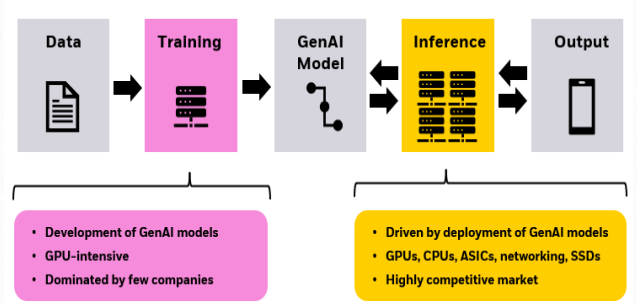 Data
Training
GenAI
Model
Inference
Output
• Development of GenAI models
• GPU-intensive
• Dominated by few companies
• Driven by deployment of GenAI models
• GPUs, CPUs, ASICs, networking, SSDs
• Highly competitive market